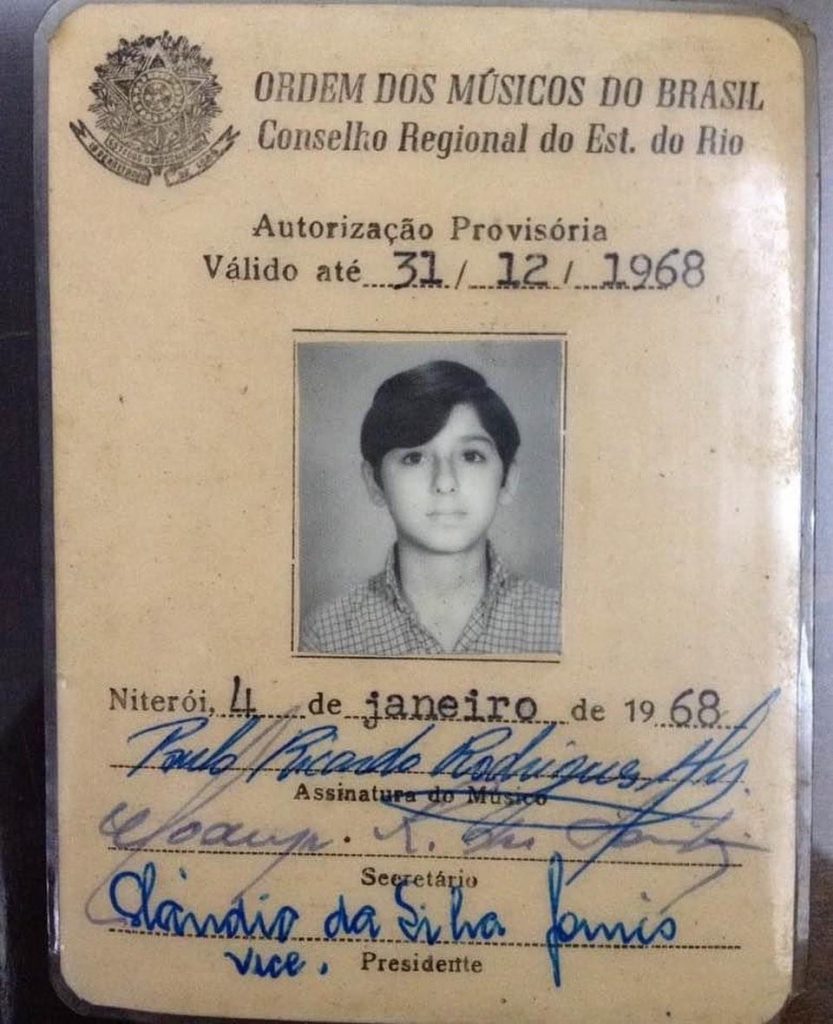 ORDEM DOS MÚSICOS DO BRASIL
Conselho Regional do Est. do Rio
Autorização Provisória
Válido até 31/ 12/ 1968
Niterói, 4 de janeiro de 1968
Paulo Ricardo Rodrigues
Assinatura do Músico
Secretário
da Silva
vice. Presidente